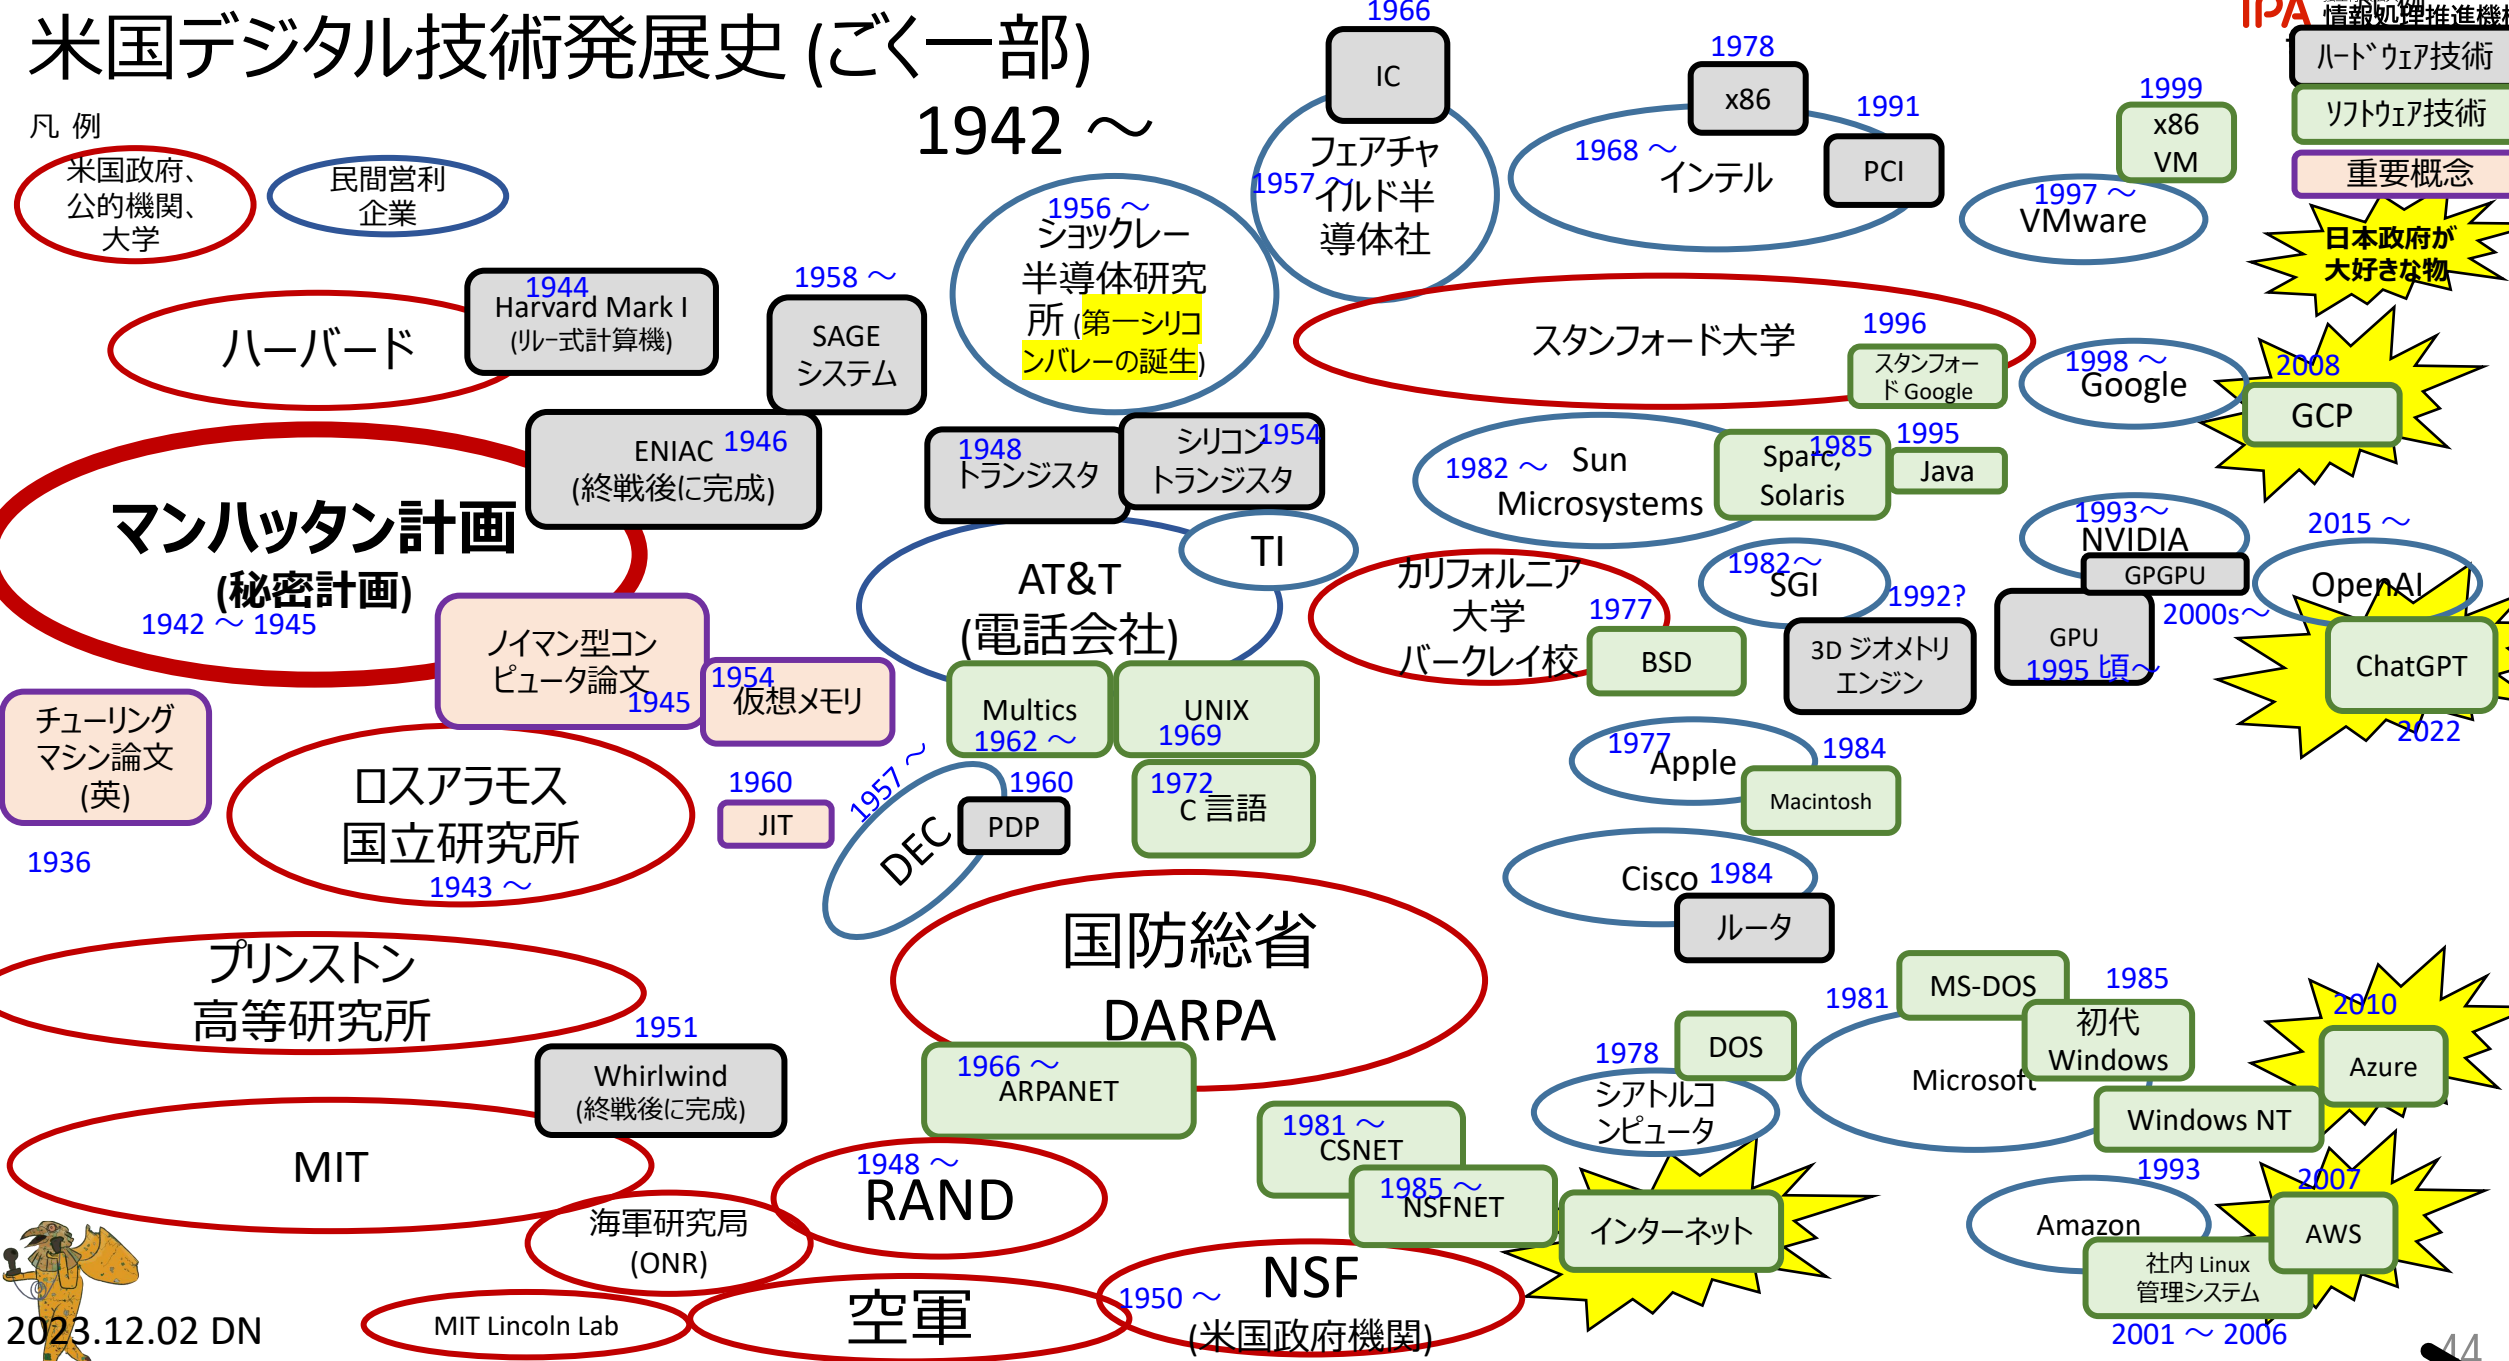 米国デジタル技術発展史 (ごく一部)
1942 ～
情報処理推進機
凡 例
米国政府、
公的機関、
大学
民間営利
企業
ハードウェア技術
ソフトウェア技術
重要概念
日本政府が
大好きな物
1966
IC
フェアチャ
1957 ～
イルド半
導体社
1978
x86
1991
PCI
1968 ～
インテル
1999
x86
VM
1997 ～
VMware
1956 ～
ショックレー
半導体研究
所 (第一シリコ
ンバレーの誕生)
ハーバード
1944
Harvard Mark I
(リレー式計算機)
1958 ～
SAGE
システム
スタンフォード大学
1996
スタンフォー
ド Google
1998 ～
Google
2008
GCP
マンハッタン計画
(秘密計画)
1942 ～ 1945
ENIAC 1946
(終戦後に完成)
1948
トランジスタ
シリコン
1954
トランジスタ
1982 ～
Sun
Microsystems
Sparc,
1985
Solaris
1995
Java
TI
AT&T
(電話会社)
カリフォルニア
大学
バークレイ校
1977
BSD
1982～
SGI
1992?
3D ジオメトリ
エンジン
1993～
NVIDIA
GPGPU
2000s～
GPU
1995 頃～
2015 ～
OpenAI
ChatGPT
2022
ノイマン型コン
ピュータ論文
1945
1954
仮想メモリ
チューリング
マシン論文
(英)
1936
ロスアラモス
国立研究所
1943 ～
1960
JIT
Multics
1962 ～
UNIX
1969
1972
C 言語
1957 ～
DEC
1960
PDP
1977
Apple
1984
Macintosh
Cisco 1984
ルータ
プリンストン
高等研究所
国防総省
DARPA
1966 ～
ARPANET
1951
Whirlwind
(終戦後に完成)
MIT
1948 ～
RAND
海軍研究局
(ONR)
MIT Lincoln Lab
空軍
1950 ～
NSF
(米国政府機関)
1981 ～
CSNET
1985 ～
NSFNET
インターネット
1978
シアトルコ
ンピュータ
DOS
1981
MS-DOS
1985
初代
Windows
Microsoft
Windows NT
2010
Azure
1993
Amazon
社内 Linux
管理システム
2001 ～ 2006
2007
AWS
2023.12.02 DN
44